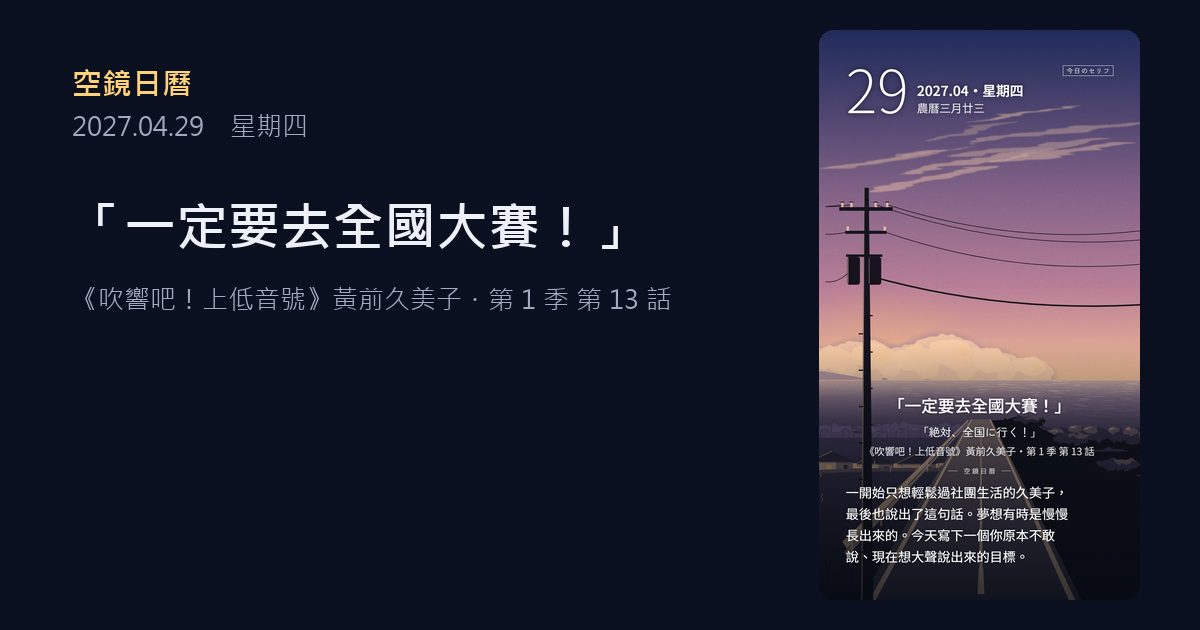 空鏡日曆
2027.04.29 星期四
「一定要去全國大賽！」
《吹響吧！上低音號》黃前久美子・第 1 季 第 13 話
今日のセリフ
29 2027.04・星期四
農曆三月廿三
「一定要去全國大賽！」
「絶対、全国に行く！」
《吹響吧！上低音號》黃前久美子・第 1 季 第 13 話
— 空鏡日曆 —
一開始只想輕鬆過社團生活的久美子，
最後也說出了這句話。夢想有時是慢慢
長出來的。今天寫下一個你原本不敢
說、現在想大聲說出來的目標。